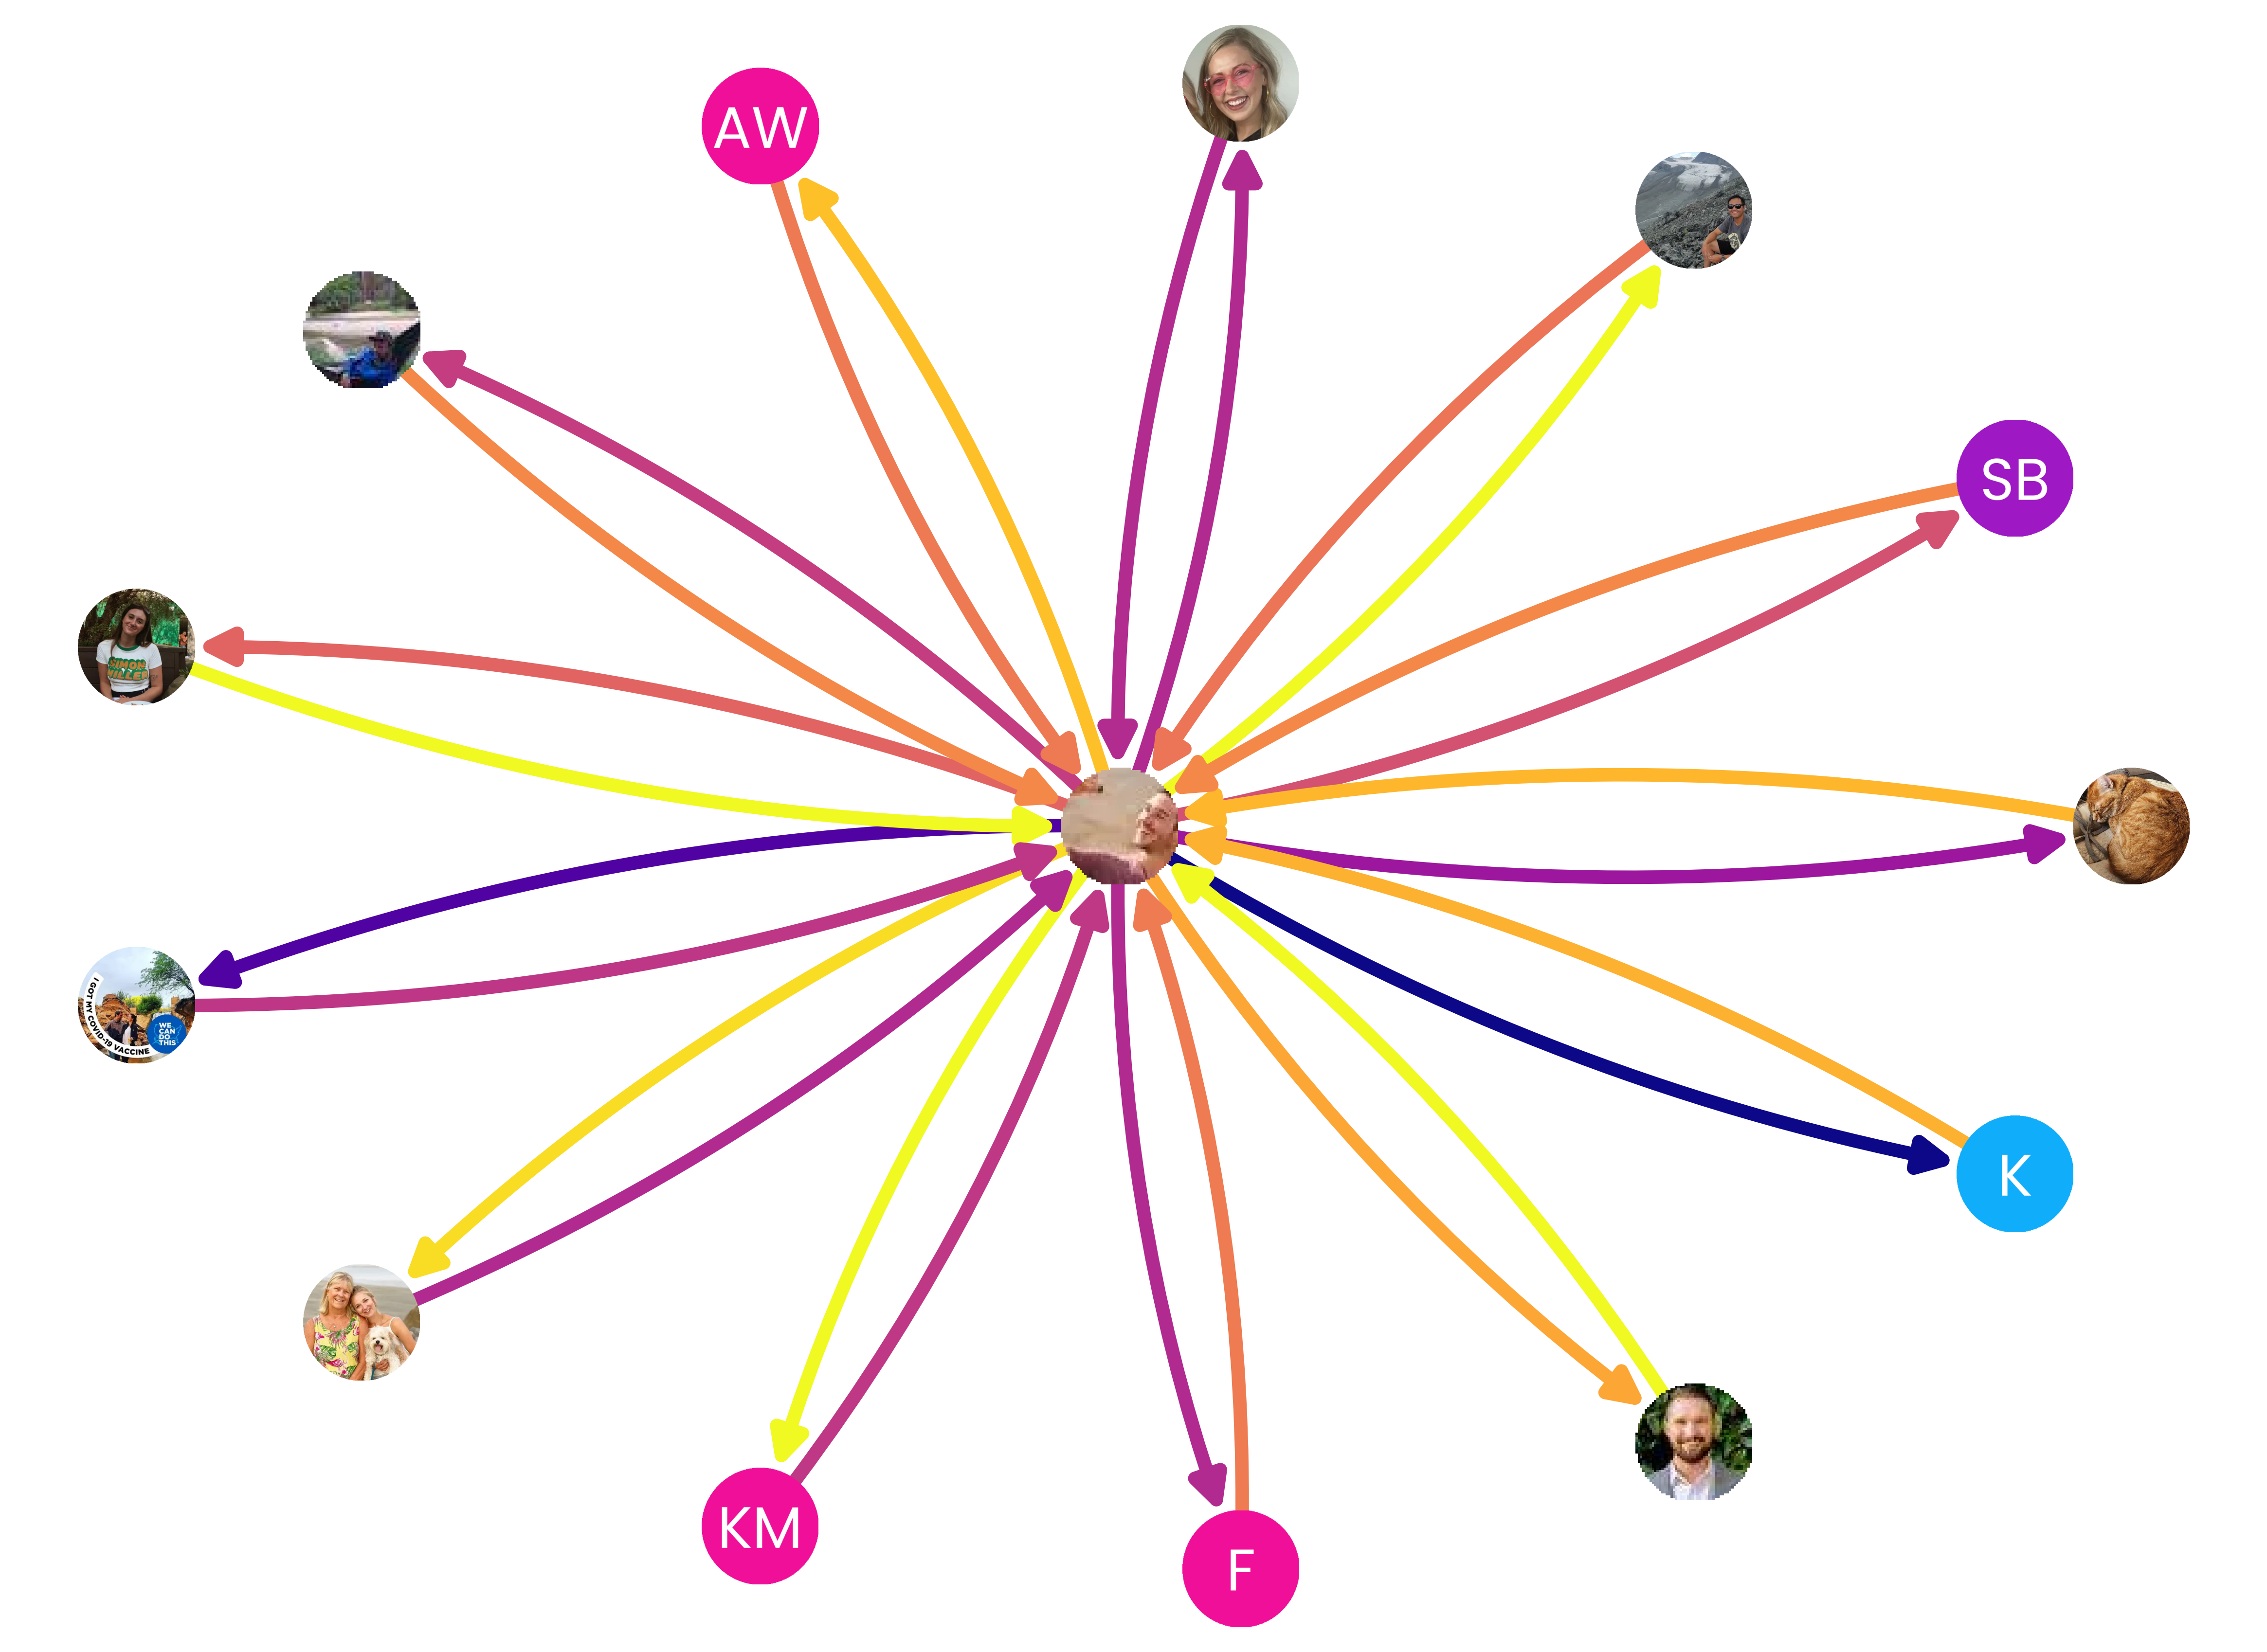 AW
SB
SIMON
MILLER
I GOT MY COVID-19 VACCINE
WE
CAN
DO
THIS
K
KM
F